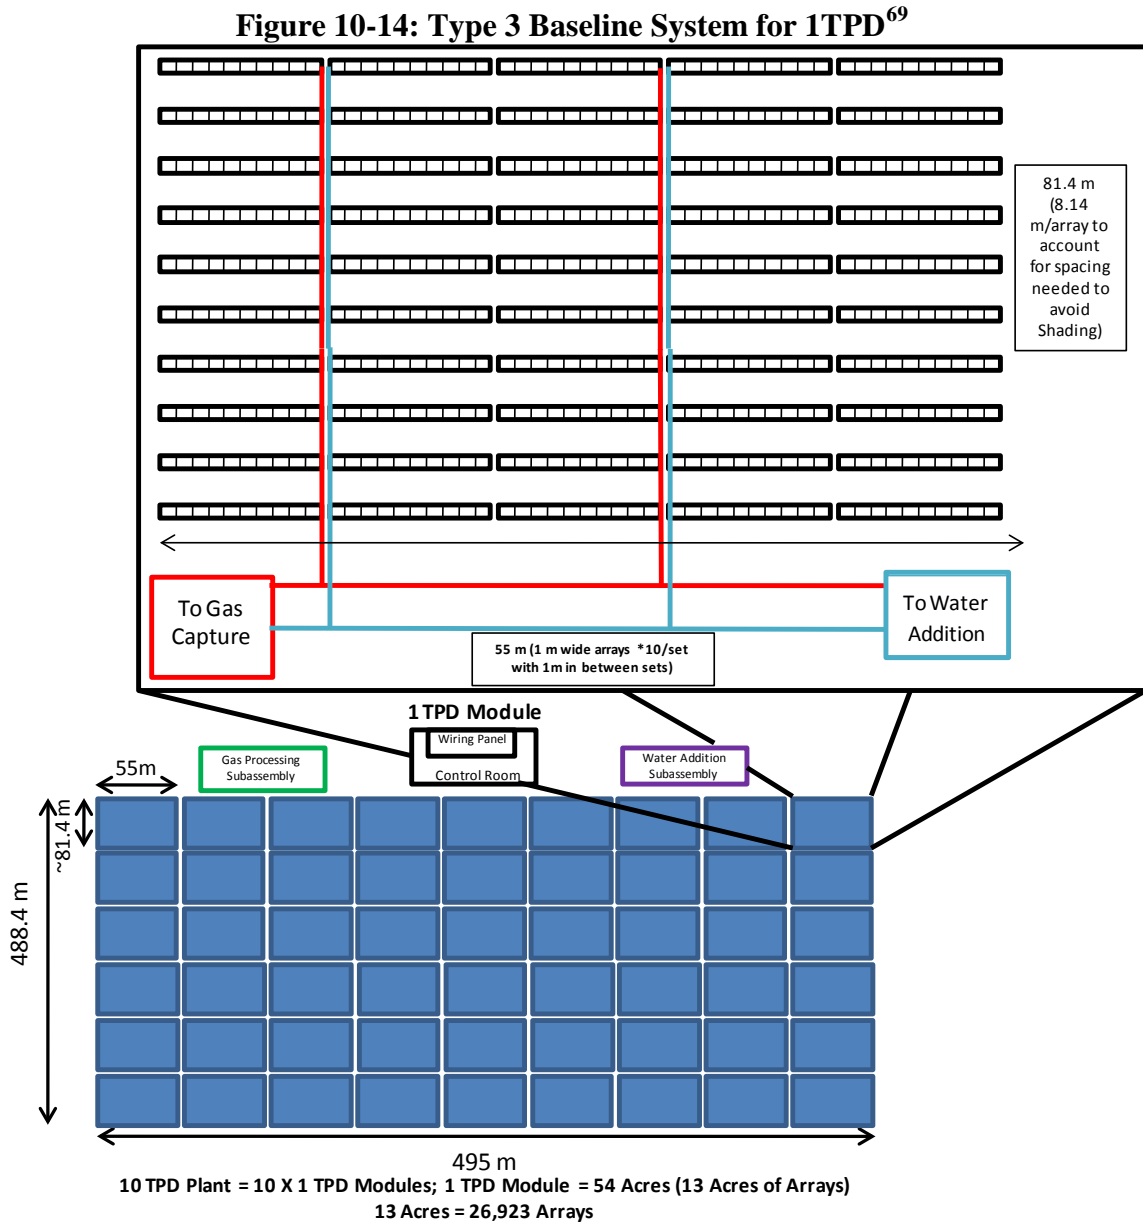 Figure 10-14: Type 3 Baseline System for 1TPD69
81.4 m
(8.14
m/array to
account
for spacing
needed to
avoid
Shading)
To Gas
Capture
To Water
Addition
55 m (1 m wide arrays *10/set
with 1m in between sets)
1 TPD Module
Wiring Panel
Control Room
Gas Processing
Subassembly
Water Addition
Subassembly
55m
~81.4 m
488.4 m
495 m
10 TPD Plant = 10 X 1 TPD Modules; 1 TPD Module = 54 Acres (13 Acres of Arrays)
13 Acres = 26,923 Arrays